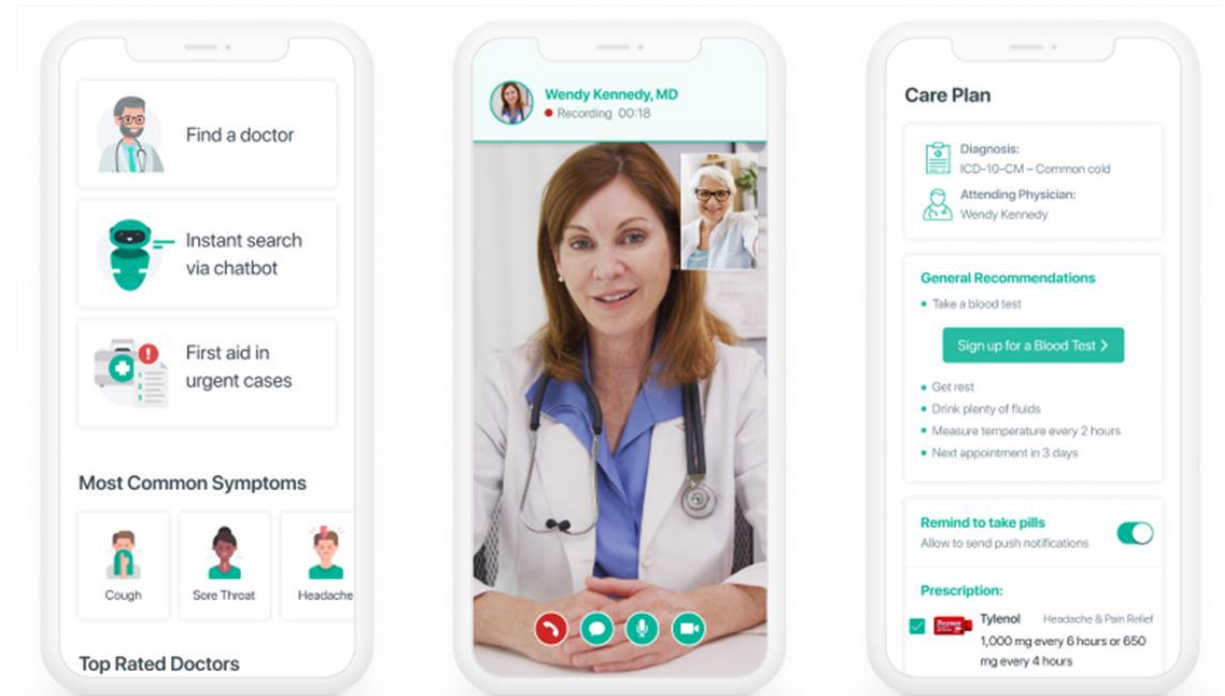 Find a doctor
Instant search
via chatbot
First aid in
urgent cases
Most Common Symptoms
Cough
Sore Throat
Headache
Top Rated Doctors
Wendy Kennedy, MD
Recording 00:18
Care Plan
Diagnosis:
ICD-10-CM – Common cold
Attending Physician:
Wendy Kennedy
General Recommendations
Take a blood test
Sign up for a Blood Test
Get rest
Drink plenty of fluids
Measure temperature every 2 hours
Next appointment in 3 days
Remind to take pills
Allow to send push notifications
Prescription:
Tylenol Headache & Pain Relief
1,000 mg every 6 hours or 650
mg every 4 hours